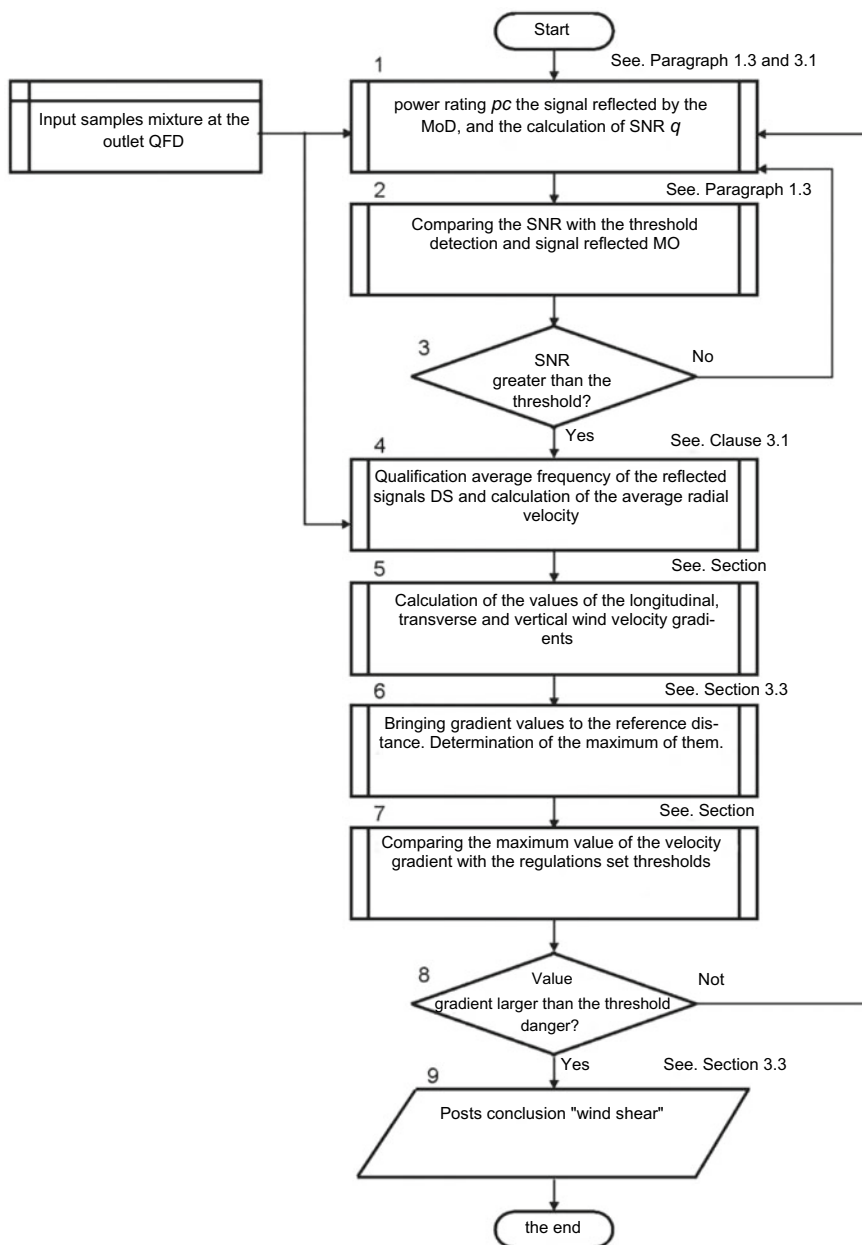 Start
See. Paragraph 1.3 and 3.1
1
power rating pc the signal reflected by the
MoD, and the calculation of SNR q
Input samples mixture at the
outlet QFD
See. Paragraph 1.3
2
Comparing the SNR with the threshold
detection and signal reflected MO
3
SNR
greater than the
threshold?
No
Yes
See. Clause 3.1
4
Qualification average frequency of the reflected
signals DS and calculation of the average radial
velocity
See. Section
5
Calculation of the values of the longitudinal,
transverse and vertical wind velocity gradi-
ents
See. Section 3.3
6
Bringing gradient values to the reference dis-
tance. Determination of the maximum of them.
See. Section
7
Comparing the maximum value of the velocity
gradient with the regulations set thresholds
8
Value
gradient larger than the threshold
danger?
Not
Yes
See. Section 3.3
9
Posts conclusion "wind shear"
the end